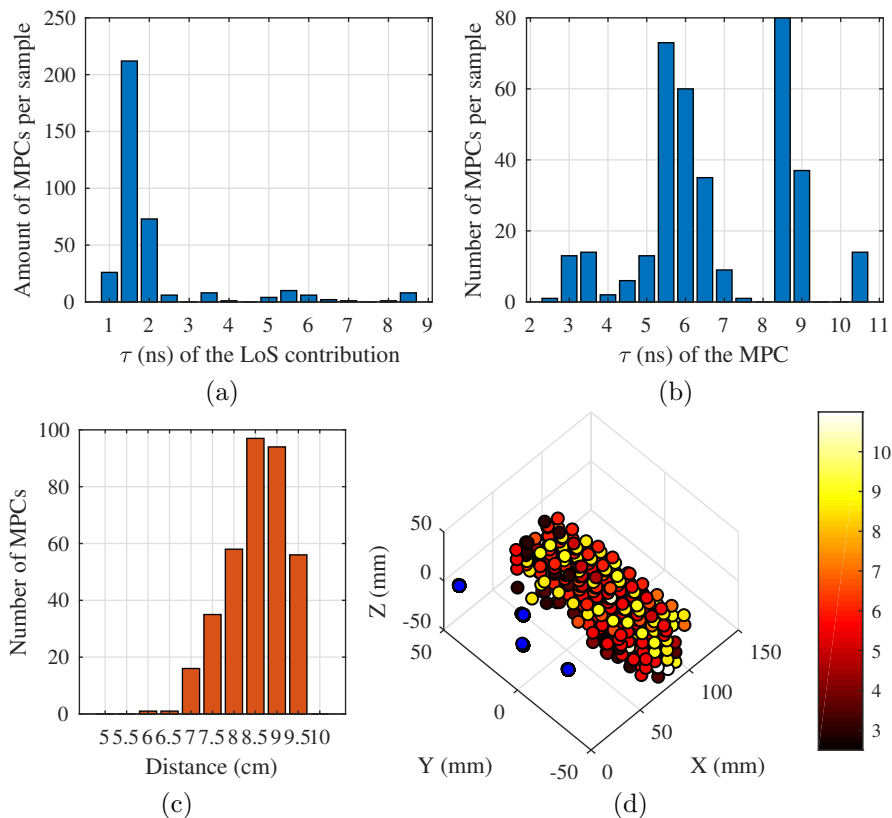 250
200
150
100
50
0
Amount of MPCs per sample
1 2 3 4 5 6 7 8 9
τ (ns) of the LoS contribution
(a)
80
60
40
20
0
Number of MPCs per sample
2 3 4 5 6 7 8 9 10 11
τ (ns) of the MPC
(b)
100
80
60
40
20
0
Number of MPCs
5 5.5 6 6.5 7 7.5 8 8.5 9 9.5 10
Distance (cm)
(c)
50
0
-50
Z (mm)
50
0
-50
Y (mm)
0
50
100
150
X (mm)
10
9
8
7
6
5
4
3
(d)